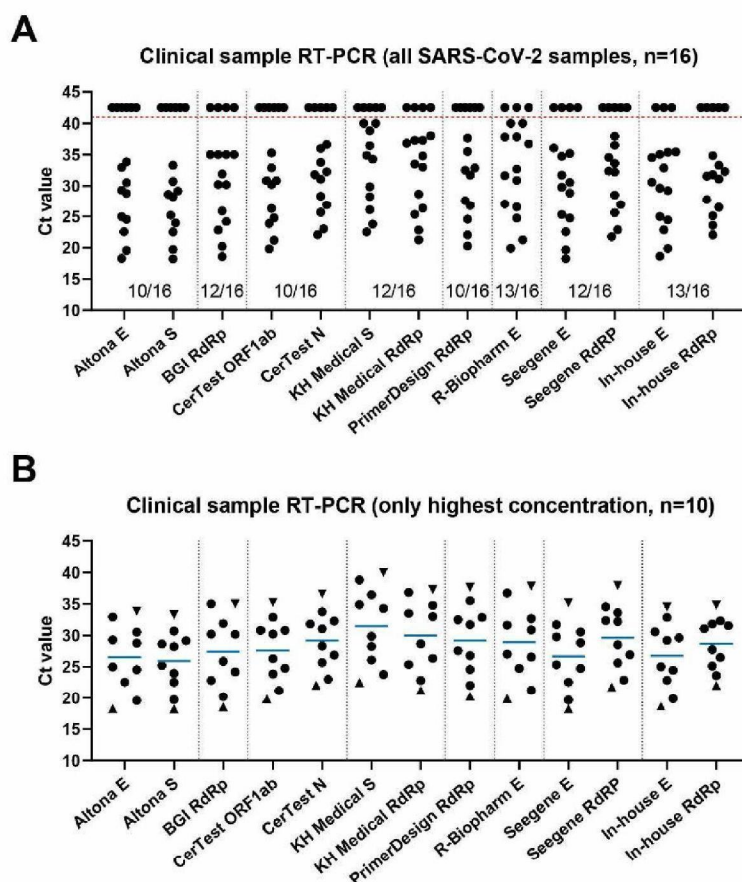 A
Clinical sample RT-PCR (all SARS-CoV-2 samples, n=16)
Ct value
45
40
35
30
25
20
15
10
10/16 12/16 10/16 12/16 10/16 13/16 12/16 13/16
Altona E
Altona S
BGI RdRp
CerTest ORF1ab
CerTest N
KH Medical S
KH Medical RdRp
PrimerDesign RdRp
R-Biopharm E
Seegene E
Seegene RdRP
In-house E
In-house RdRp
B
Clinical sample RT-PCR (only highest concentration, n=10)
Ct value
45
40
35
30
25
20
15
10
Altona E
Altona S
BGI RdRp
CerTest ORF1ab
CerTest N
KH Medical S
KH Medical RdRp
PrimerDesign RdRp
R-Biopharm E
Seegene E
Seegene RdRP
In-house E
In-house RdRp